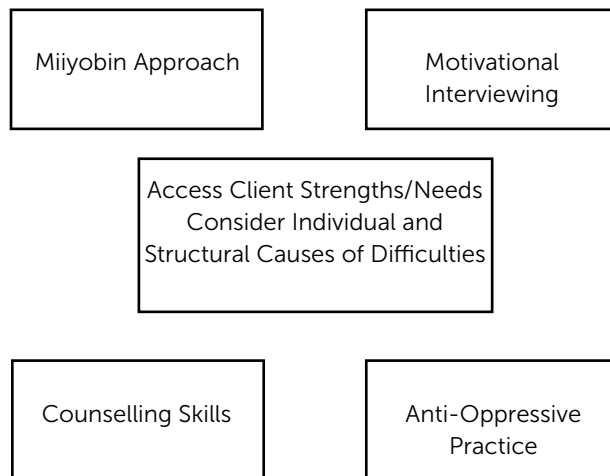 Miiyobin Approach
Motivational
Interviewing
Access Client Strengths/Needs
Consider Individual and
Structural Causes of Difficulties
Counselling Skills
Anti-Oppressive
Practice